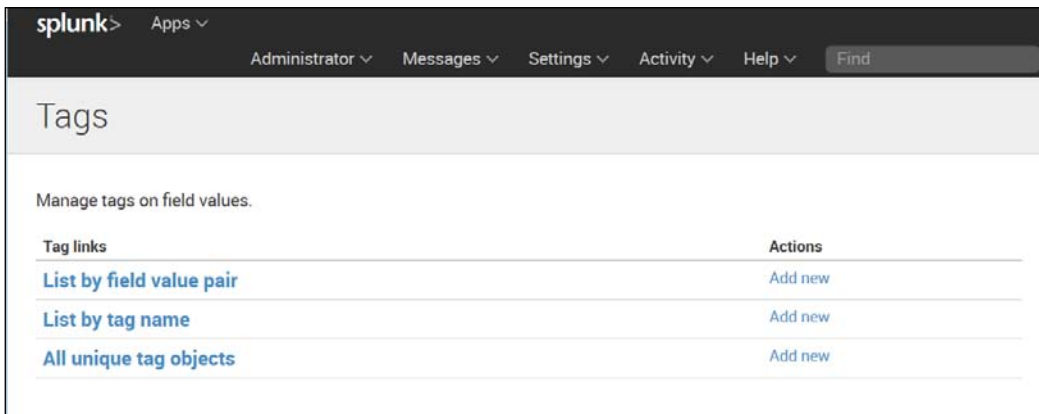 splunk> Apps
Administrator Messages Settings Activity Help Find
Tags
Manage tags on field values.
Tag links Actions
List by field value pair Add new
List by tag name Add new
All unique tag objects Add new